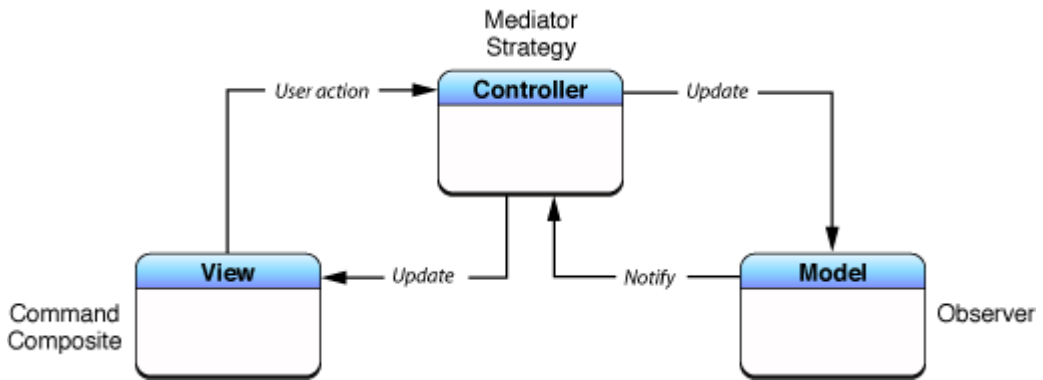 Mediator
Strategy
User action
Controller
Update
View
Update
Notify
Model
Command
Composite
Observer